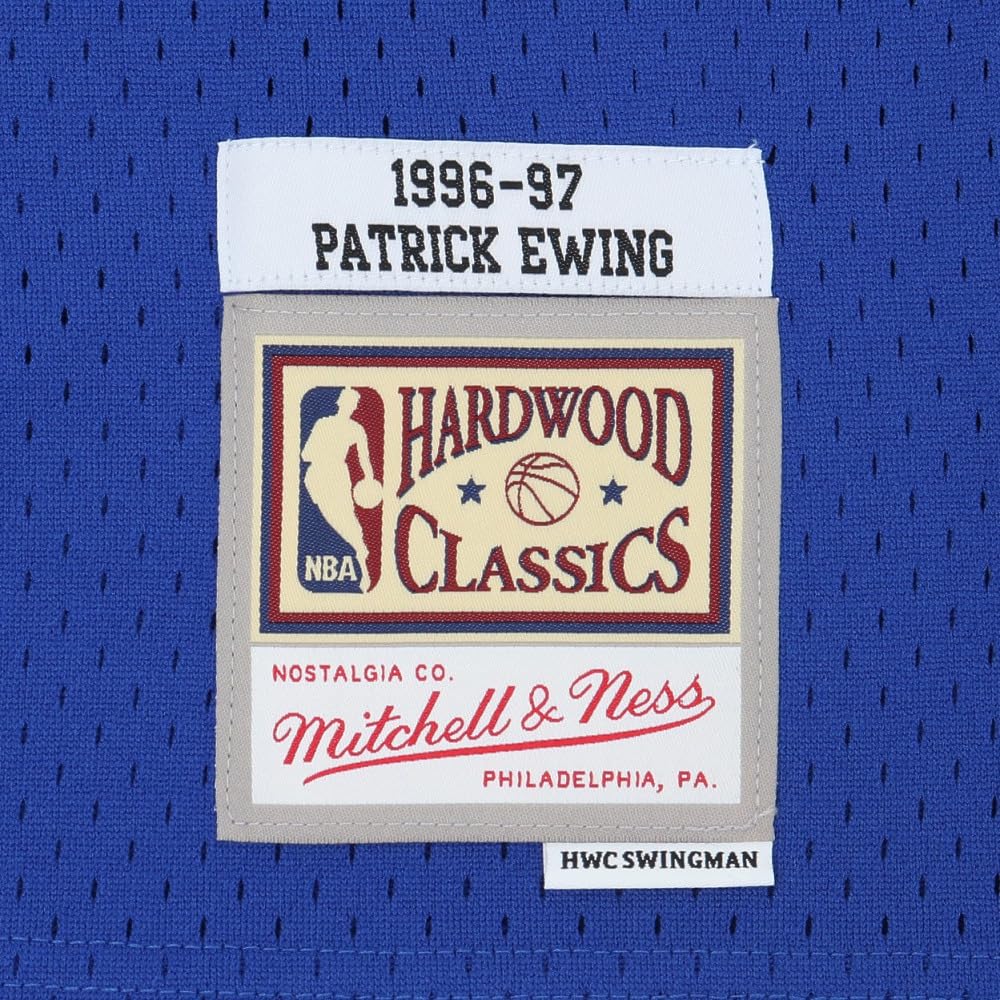 1996-97
PATRICK EWING
HARDWOOD
CLASSICS
NBA
NOSTALGIA CO.
Mitchell & Ness
PHILADELPHIA, PA.
HWC SWINGMAN